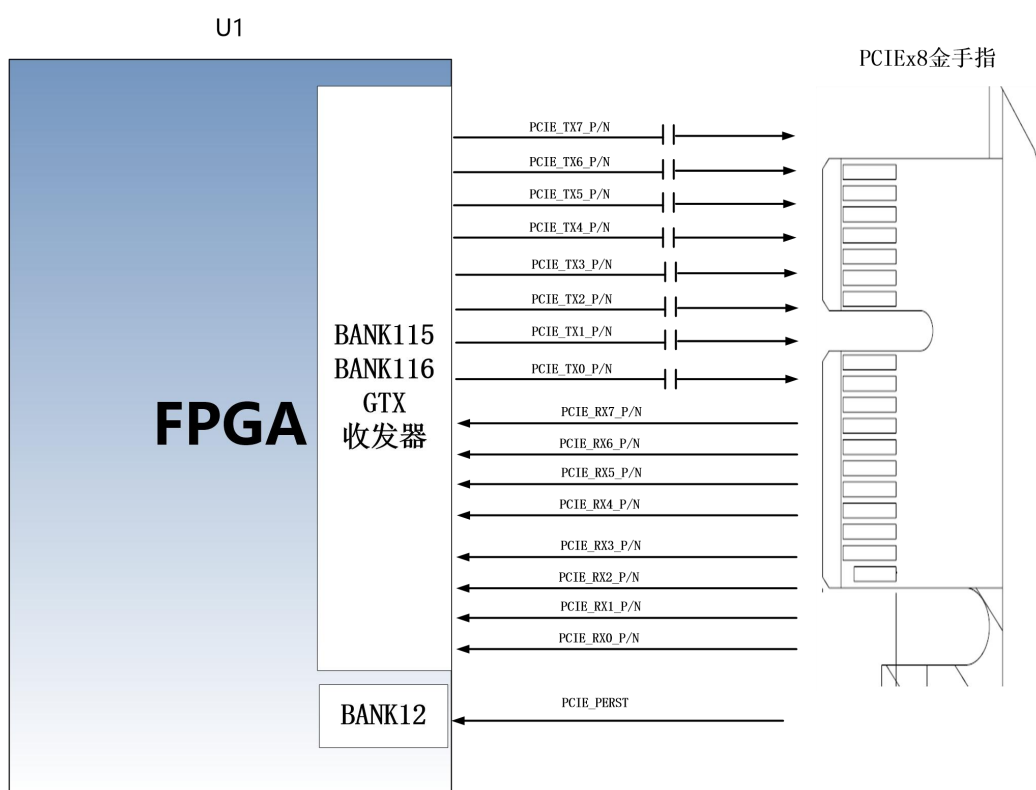 U1
PCIEx8金手指
PCIE_TX7_P/N
PCIE_TX6_P/N
PCIE_TX5_P/N
PCIE_TX4_P/N
PCIE_TX3_P/N
PCIE_TX2_P/N
PCIE_TX1_P/N
PCIE_TX0_P/N
BANK115
BANK116
GTX
收发器
FPGA
PCIE_RX7_P/N
PCIE_RX6_P/N
PCIE_RX5_P/N
PCIE_RX4_P/N
PCIE_RX3_P/N
PCIE_RX2_P/N
PCIE_RX1_P/N
PCIE_RX0_P/N
BANK12
PCIE_PERST